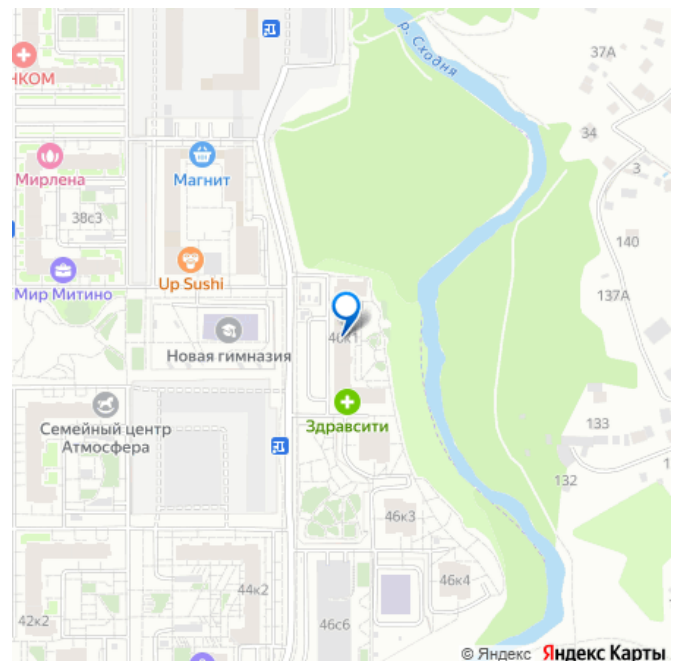 р. Сходня
37А
НКОМ
34
3
Мирлена
Магнит
38с3
140
Up Sushi
Мир Митино
137А
40к1
Новая гимназия
Здравсити
133
Семейный центр
Атмосфера
132
46к3
44к2
46к4
42к2
46с6
© Яндекс Яндекс Карты